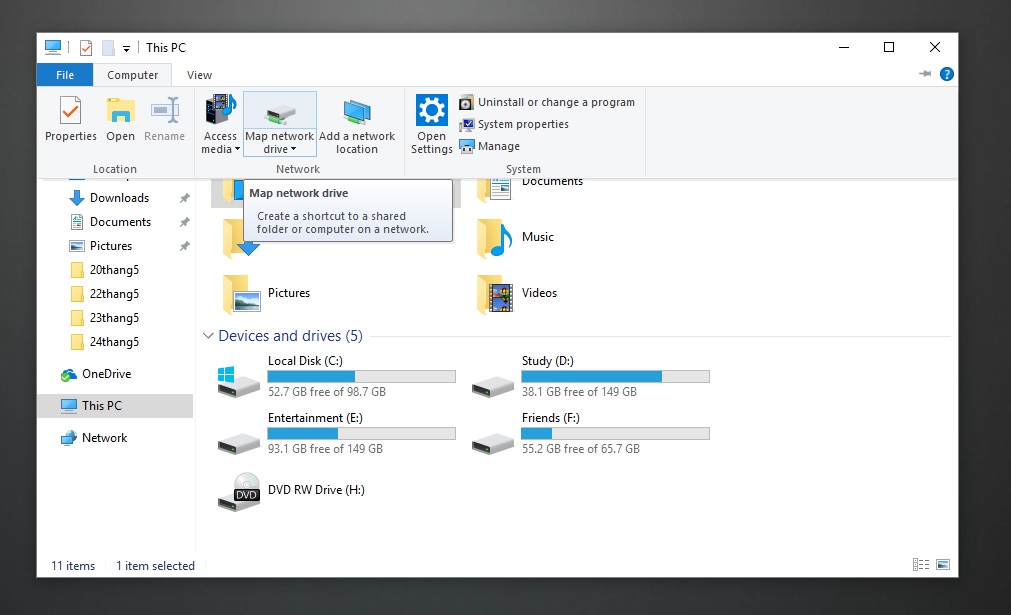 This PC
File
Computer
View
Properties
Open
Rename
Location
Access media
Map network drive
Add a network location
Network
Open Settings
Uninstall or change a program
System properties
Manage
System
Map network drive
Create a shortcut to a shared
folder or computer on a network.
Downloads
Documents
Pictures
20thang5
22thang5
23thang5
24thang5
OneDrive
This PC
Network
Documents
Music
Pictures
Videos
Devices and drives (5)
Local Disk (C:)
52.7 GB free of 98.7 GB
Study (D:)
38.1 GB free of 149 GB
Entertainment (E:)
93.1 GB free of 149 GB
Friends (F:)
55.2 GB free of 65.7 GB
DVD
DVD RW Drive (H:)
11 items
1 item selected